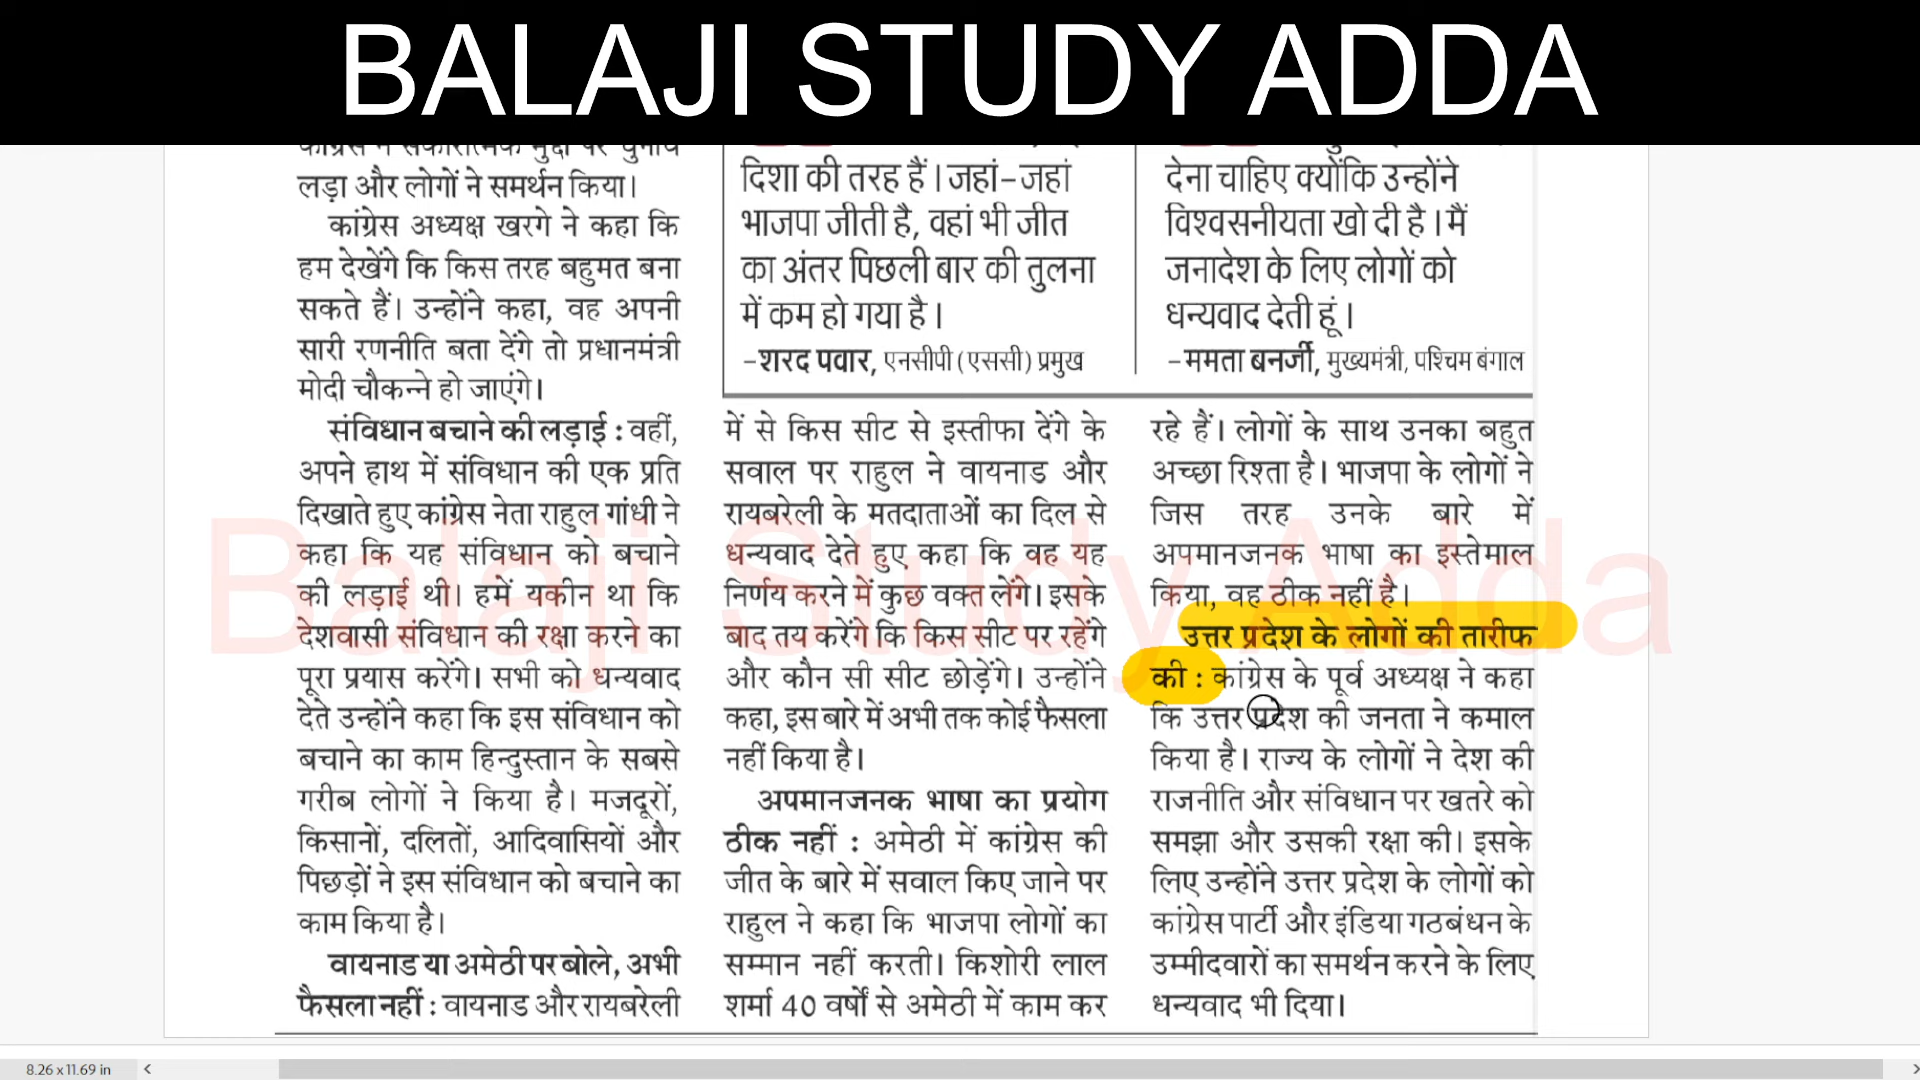 BALAJI STUDY ADDA
लड़ा और लोगों ने समर्थन किया।
कांग्रेस अध्यक्ष खरगे ने कहा कि
हम देखेंगे कि किस तरह बहुमत बना
सकते हैं। उन्होंने कहा, वह अपनी
सारी रणनीति बता देंगे तो प्रधानमंत्री
मोदी चौकन्ने हो जाएंगे।
संविधान बचाने की लड़ाई : वहीं,
अपने हाथ में संविधान की एक प्रति
दिखाते हुए कांग्रेस नेता राहुल गांधी ने
कहा कि यह संविधान को बचाने
की लड़ाई थी। हमें यकीन था कि
देशवासी संविधान की रक्षा करने का
पूरा प्रयास करेंगे। सभी को धन्यवाद
देते उन्होंने कहा कि इस संविधान को
बचाने का काम हिन्दुस्तान के सबसे
गरीब लोगों ने किया है। मजदूरों,
किसानों, दलितों, आदिवासियों और
पिछड़ों ने इस संविधान को बचाने का
काम किया है।
वायनाड या अमेठी पर बोले, अभी
फैसला नहीं : वायनाड और रायबरेली
दिशा की तरह हैं। जहां-जहां
भाजपा जीती है, वहां भी जीत
का अंतर पिछली बार की तुलना
में कम हो गया है।
-शरद पवार, एनसीपी (एससी) प्रमुख
देना चाहिए क्योंकि उन्होंने
विश्वसनीयता खो दी है। मैं
जनादेश के लिए लोगों को
धन्यवाद देती हूं।
-ममता बनर्जी, मुख्यमंत्री, पश्चिम बंगाल
में से किस सीट से इस्तीफा देंगे के
सवाल पर राहुल ने वायनाड और
रायबरेली के मतदाताओं का दिल से
धन्यवाद देते हुए कहा कि वह यह
निर्णय करने में कुछ वक्त लेंगे। इसके
बाद तय करेंगे कि किस सीट पर रहेंगे
और कौन सी सीट छोड़ेंगे। उन्होंने
कहा, इस बारे में अभी तक कोई फैसला
नहीं किया है।
अपमानजनक भाषा का प्रयोग
ठीक नहीं : अमेठी में कांग्रेस की
जीत के बारे में सवाल किए जाने पर
राहुल ने कहा कि भाजपा लोगों का
सम्मान नहीं करती। किशोरी लाल
शर्मा 40 वर्षों से अमेठी में काम कर
रहे हैं। लोगों के साथ उनका बहुत
अच्छा रिश्ता है। भाजपा के लोगों ने
जिस तरह उनके बारे में
अपमानजनक भाषा का इस्तेमाल
किया, वह ठीक नहीं है।
उत्तर प्रदेश के लोगों की तारीफ
की : कांग्रेस के पूर्व अध्यक्ष ने कहा
कि उत्तर प्रदेश की जनता ने कमाल
किया है। राज्य के लोगों ने देश की
राजनीति और संविधान पर खतरे को
समझा और उसकी रक्षा की। इसके
लिए उन्होंने उत्तर प्रदेश के लोगों को
कांग्रेस पार्टी और इंडिया गठबंधन के
उम्मीदवारों का समर्थन करने के लिए
धन्यवाद भी दिया।
Balaji Study Adda
8.26 x 11.69 in